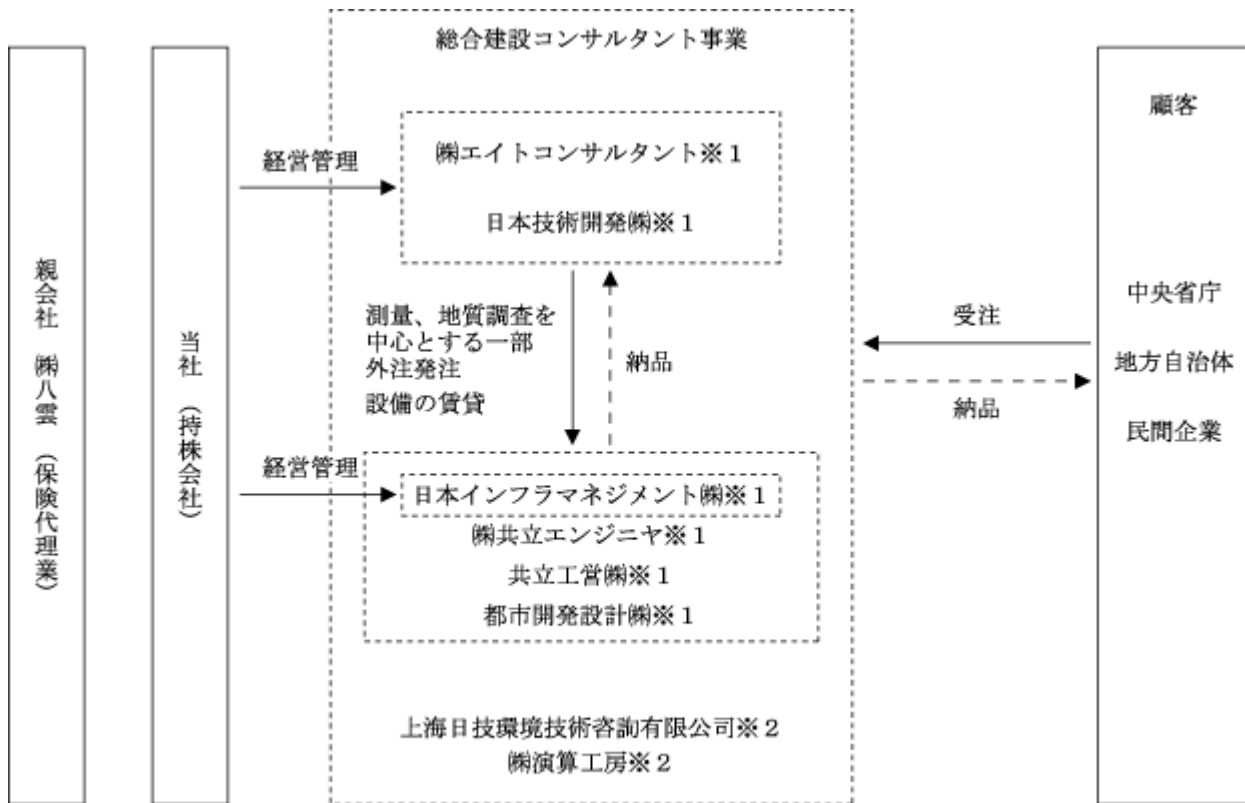 親会社 ㈱八雲 （保険代理業）
当社 （持株会社）
総合建設コンサルタント事業
経営管理
㈱エイトコンサルタント※１
日本技術開発㈱※１
測量、地質調査を
中心とする一部
外注発注
設備の賃貸
納品
経営管理
日本インフラマネジメント㈱※１
㈱共立エンジニヤ※１
共立工営㈱※１
都市開発設計㈱※１
上海日技環境技術咨詢有限公司※２
㈱演算工房※２
受注
納品
顧客
中央省庁
地方自治体
民間企業